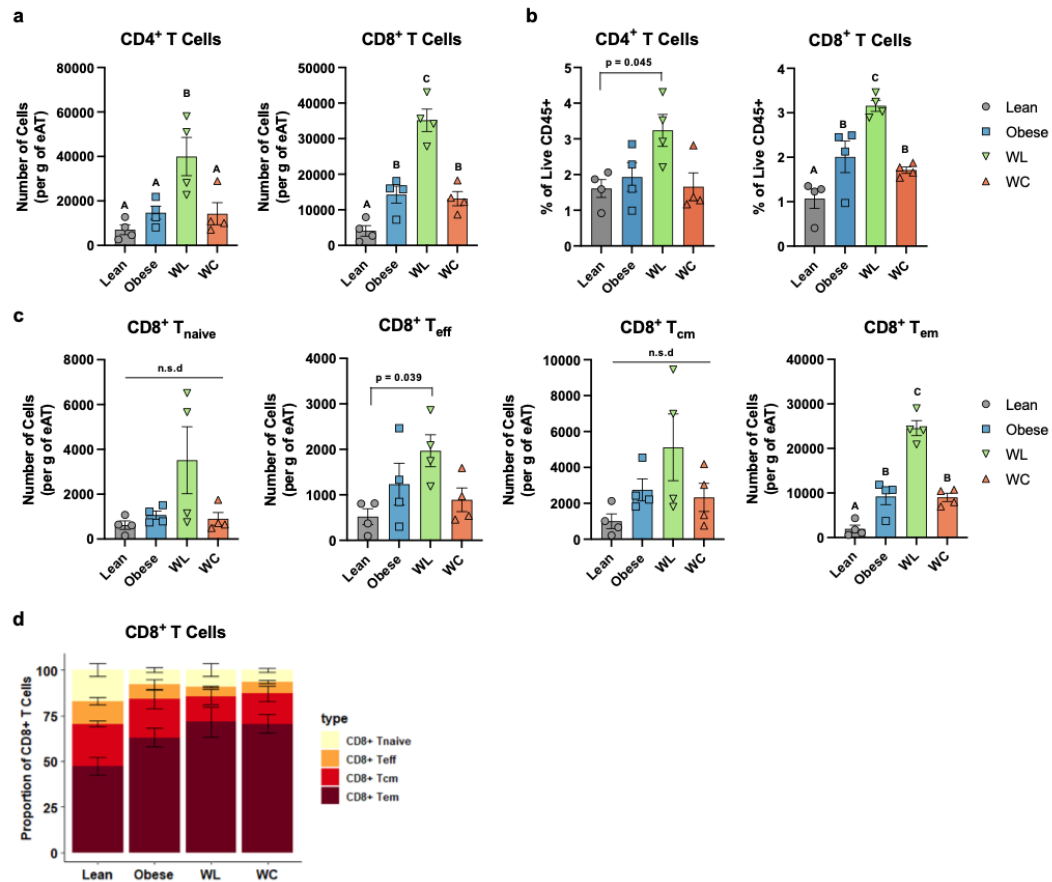 a
CD4+ T Cells
Number of Cells
(per g of eAT)
80000
60000
40000
20000
0
A
A
B
A
Lean
Obese
WL
WC
CD8+ T Cells
Number of Cells
(per g of eAT)
50000
40000
30000
20000
10000
0
A
B
C
B
Lean
Obese
WL
WC
b
CD4+ T Cells
% of Live CD45+
5
4
3
2
1
0
p = 0.045
Lean
Obese
WL
WC
CD8+ T Cells
% of Live CD45+
4
3
2
1
0
A
B
C
B
Lean
Obese
WL
WC
Lean
Obese
WL
WC
c
CD8+ Tnaive
Number of Cells
(per g of eAT)
8000
6000
4000
2000
0
n.s.d
Lean
Obese
WL
WC
CD8+ Teff
Number of Cells
(per g of eAT)
4000
3000
2000
1000
0
p = 0.039
Lean
Obese
WL
WC
CD8+ Tcm
Number of Cells
(per g of eAT)
10000
8000
6000
4000
2000
0
n.s.d
Lean
Obese
WL
WC
CD8+ Tem
Number of Cells
(per g of eAT)
40000
30000
20000
10000
0
A
B
C
B
Lean
Obese
WL
WC
Lean
Obese
WL
WC
d
CD8+ T Cells
Proportion of CD8+ T Cells
100
75
50
25
0
Lean
Obese
WL
WC
type
CD8+ Tnaive
CD8+ Teff
CD8+ Tcm
CD8+ Tem